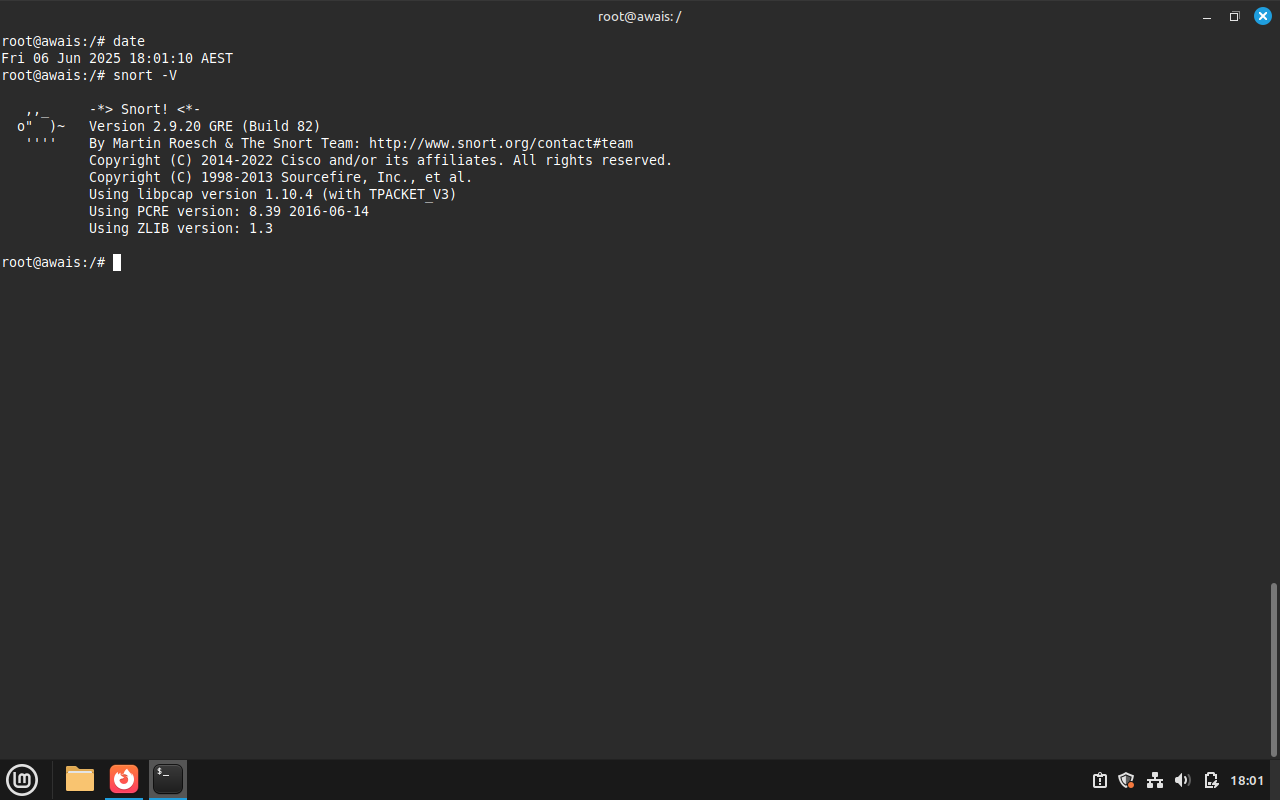 root@awais: /
root@awais:/# date
Fri 06 Jun 2025 18:01:10 AEST
root@awais:/# snort -V
   ,,_     -*> Snort! <*-
  o"  )~   Version 2.9.20 GRE (Build 82)
   ''''    By Martin Roesch & The Snort Team: http://www.snort.org/contact#team
           Copyright (C) 2014-2022 Cisco and/or its affiliates. All rights reserved.
           Copyright (C) 1998-2013 Sourcefire, Inc., et al.
           Using libpcap version 1.10.4 (with TPACKET_V3)
           Using PCRE version: 8.39 2016-06-14
           Using ZLIB version: 1.3
root@awais:/#
$_
18:01